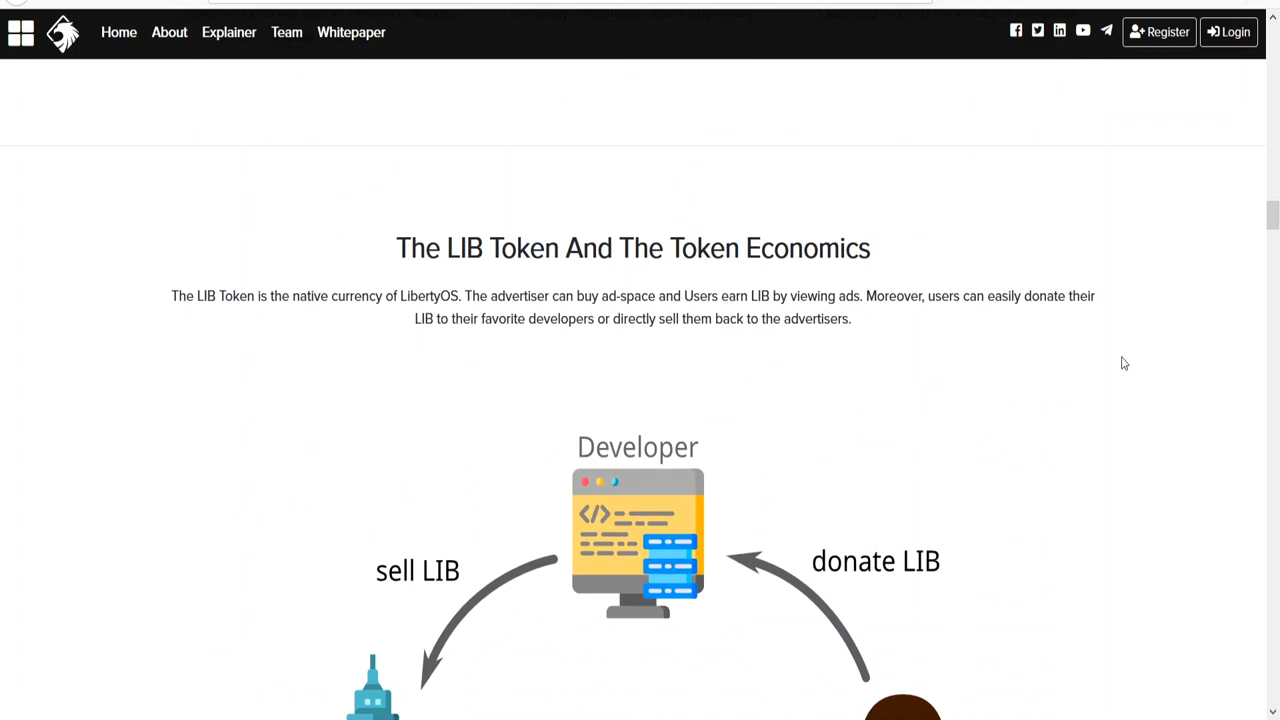 Home About Explainer Team Whitepaper Register Login
The LIB Token And The Token Economics
The LIB Token is the native currency of LibertyOS. The advertiser can buy ad-space and Users earn LIB by viewing ads. Moreover, users can easily donate their
LIB to their favorite developers or directly sell them back to the advertisers.
Developer
</>
sell LIB
donate LIB